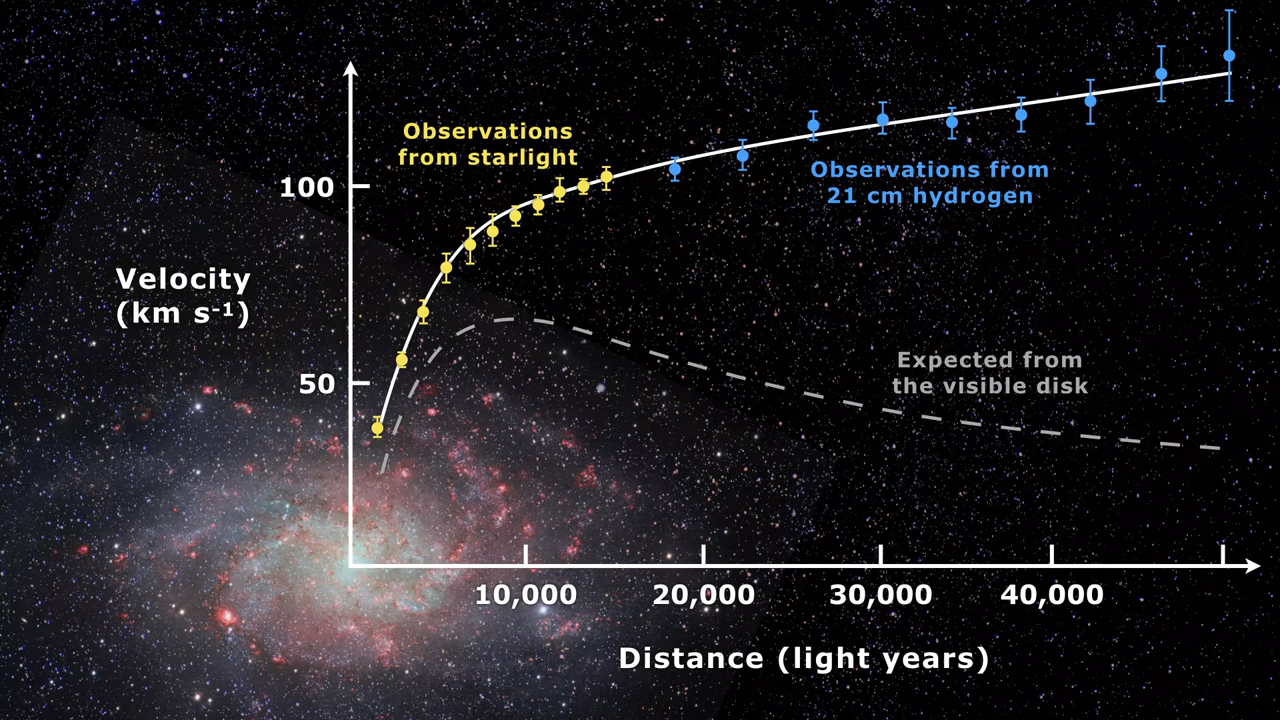 Observations
from starlight
100
Observations from
21 cm hydrogen
Velocity
(km s-1)
Expected from
the visible disk
50
10,000
20,000
30,000
40,000
Distance (light years)